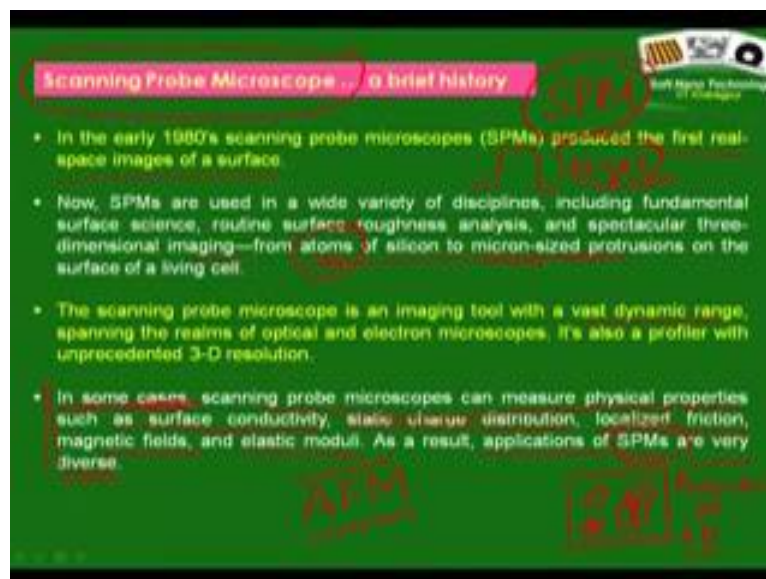 Scanning Probe Microscope... a brief history
SPM
Soft Nano Technology
IIT Kharagpur
• In the early 1980's scanning probe microscopes (SPMs) produced the first real-
space images of a surface.
• Now, SPMs are used in a wide variety of disciplines, including fundamental
surface science, routine surface roughness analysis, and spectacular three-
dimensional imaging—from atoms of silicon to micron-sized protrusions on the
surface of a living cell.
• The scanning probe microscope is an imaging tool with a vast dynamic range,
spanning the realms of optical and electron microscopes. It's also a profiler with
unprecedented 3-D resolution.
• In some cases, scanning probe microscopes can measure physical properties
such as surface conductivity, static charge distribution, localized friction,
magnetic fields, and elastic moduli. As a result, applications of SPMs are very
diverse.
AFM